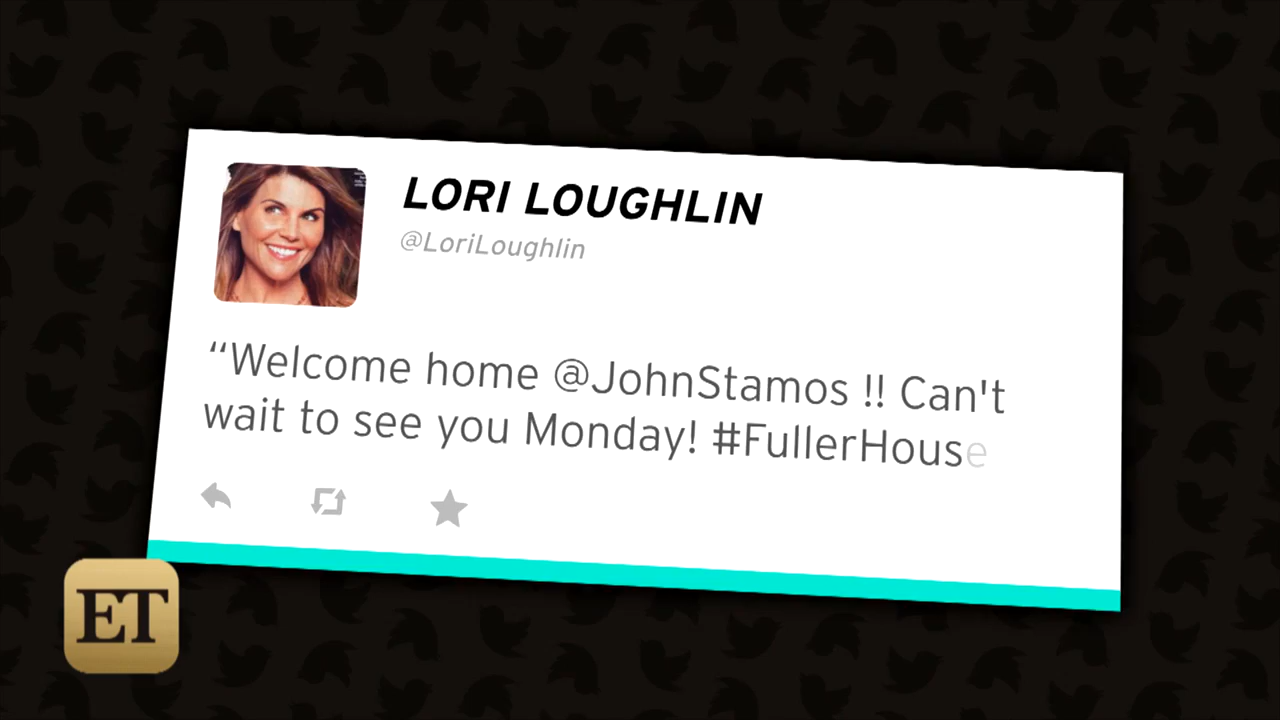 LORI LOUGHLIN
@LoriLoughlin
“Welcome home @JohnStamos !! Can't
wait to see you Monday! #FullerHouse
ET